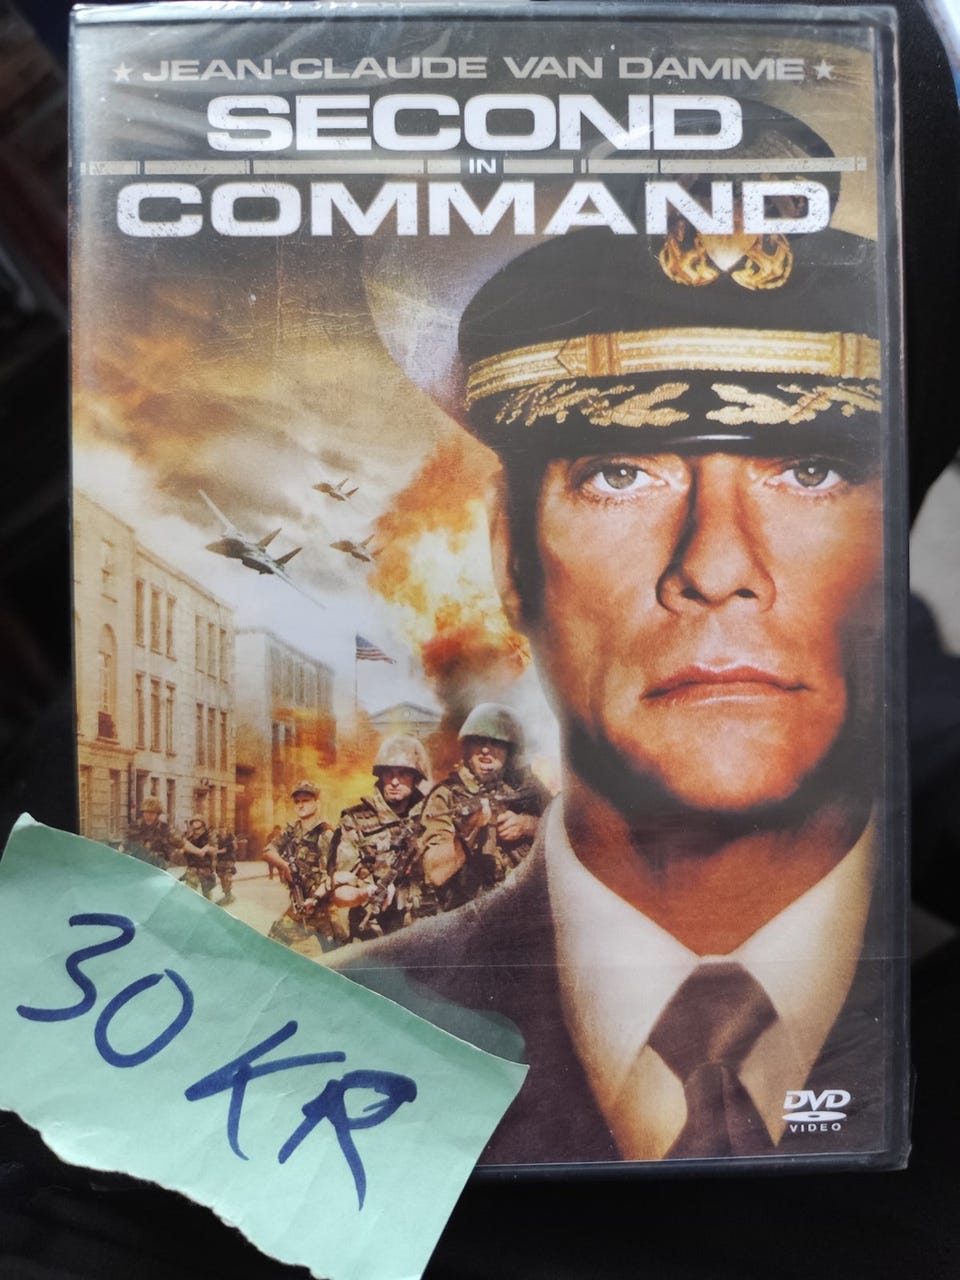 ★JEAN-CLAUDE VAN DAMME★
SECOND
IN
COMMAND
30 KR
DVD
VIDEO